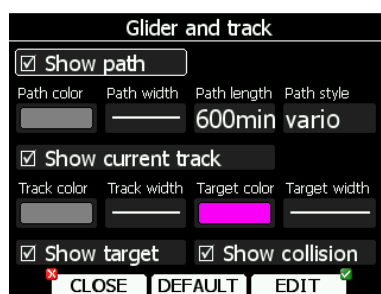 Glider and track
Show path
Path color Path width Path length Path style
600min vario
Show current track
Track color Track width Target color Target width
Show target Show collision
CLOSE DEFAULT EDIT